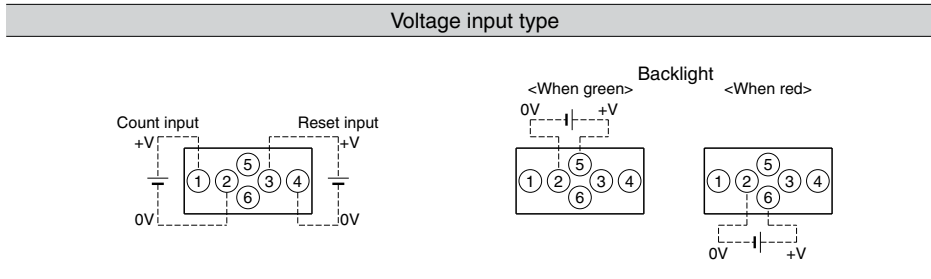 Voltage input type
Backlight
<When green> <When red>
0V +V
Count input Reset input
+V +V
5
1 2 3 4
6
0V 0V
5
1 2 3 4
6
5
1 2 3 4
6
0V +V